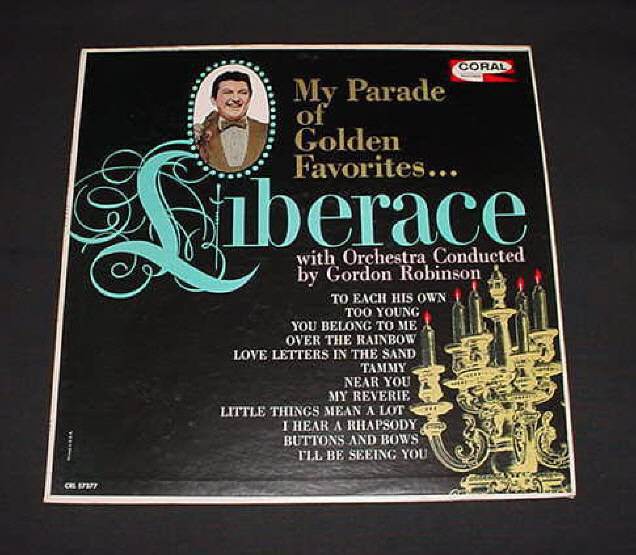 CORAL
My Parade
of
Golden
Favorites...
Liberace
with Orchestra Conducted
by Gordon Robinson
TO EACH HIS OWN
TOO YOUNG
YOU BELONG TO ME
OVER THE RAINBOW
LOVE LETTERS IN THE SAND
TAMMY
NEAR YOU
MY REVERIE
LITTLE THINGS MEAN A LOT
I HEAR A RHAPSODY
BUTTONS AND BOWS
I'LL BE SEEING YOU
CRL 57377